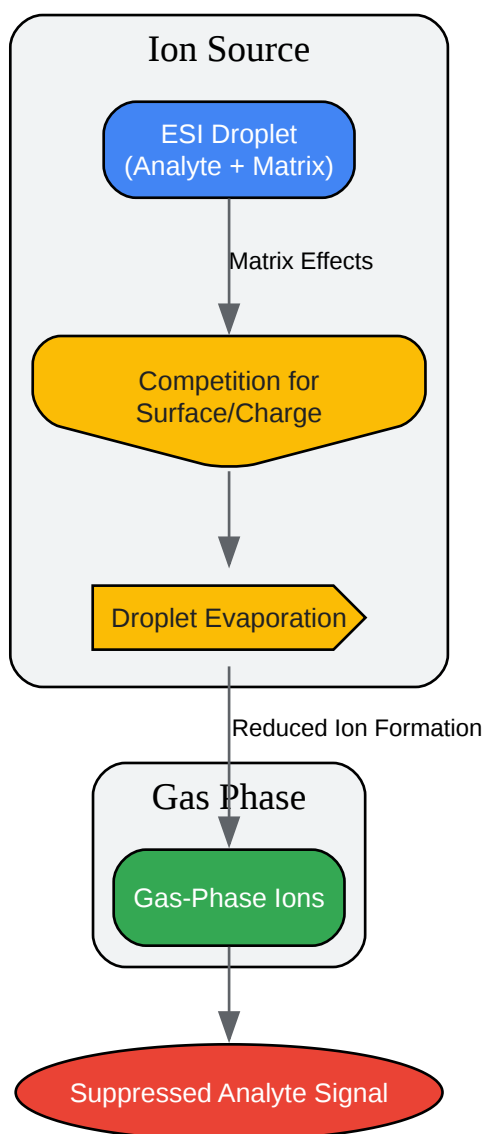 Ion Source
ESI Droplet
(Analyte + Matrix)
Matrix Effects
Competition for
Surface/Charge
Droplet Evaporation
Reduced Ion Formation
Gas Phase
Gas-Phase Ions
Suppressed Analyte Signal